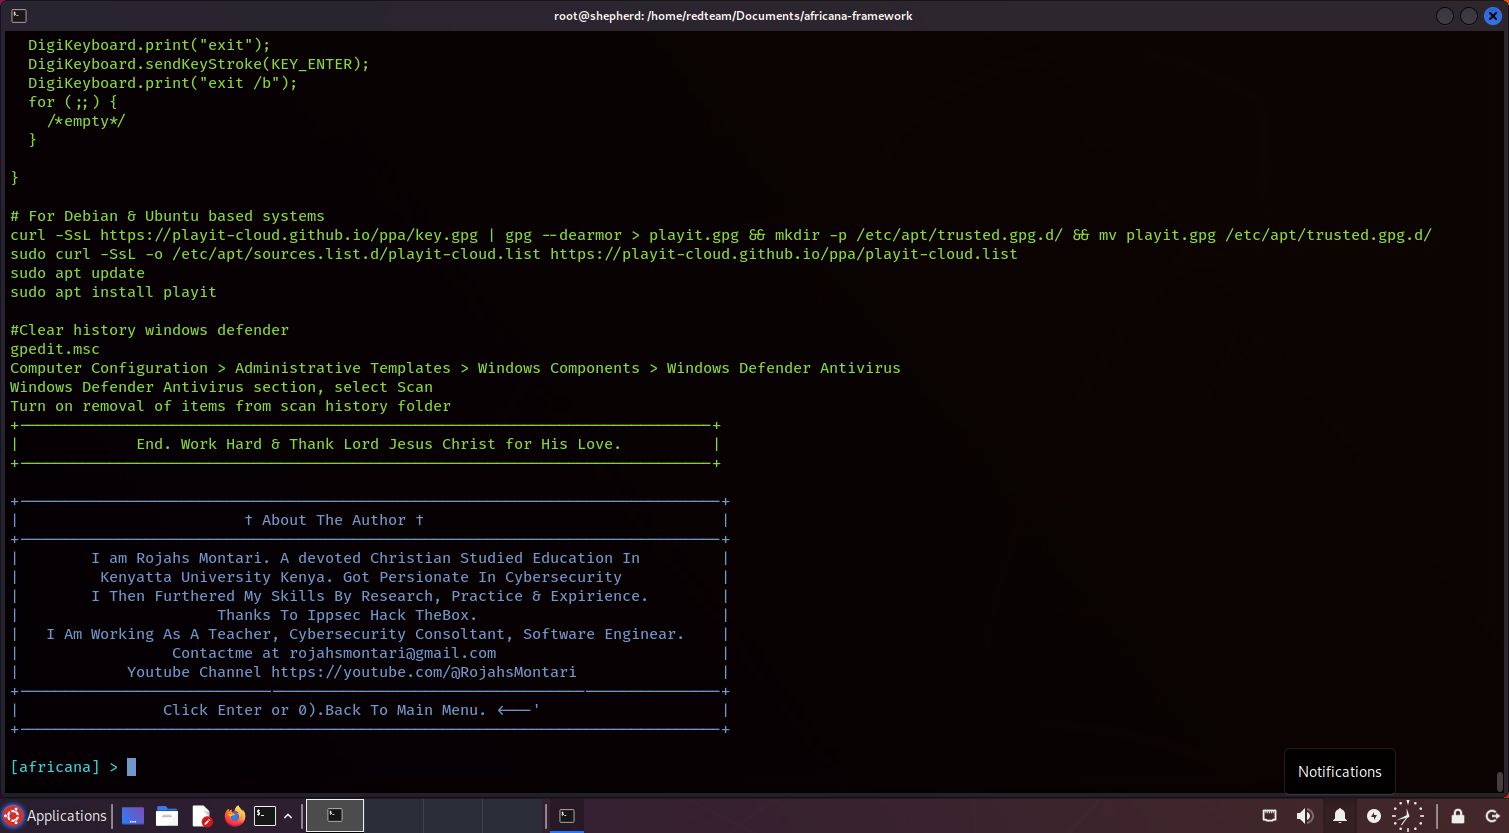 root@shepherd: /home/redteam/Documents/africana-framework
DigiKeyboard.print("exit");
DigiKeyboard.sendKeyStroke(KEY_ENTER);
DigiKeyboard.print("exit /b");
for (;;) {
/*empty*/
}
}
# For Debian & Ubuntu based systems
curl -SsL https://playit-cloud.github.io/ppa/key.gpg | gpg --dearmor > playit.gpg && mkdir -p /etc/apt/trusted.gpg.d/ && mv playit.gpg /etc/apt/trusted.gpg.d/
sudo curl -SsL -o /etc/apt/sources.list.d/playit-cloud.list https://playit-cloud.github.io/ppa/playit-cloud.list
sudo apt update
sudo apt install playit
#Clear history windows defender
gpedit.msc
Computer Configuration > Administrative Templates > Windows Components > Windows Defender Antivirus
Windows Defender Antivirus section, select Scan
Turn on removal of items from scan history folder
End. Work Hard & Thank Lord Jesus Christ for His Love.
† About The Author †
I am Rojahs Montari. A devoted Christian Studied Education In
Kenyatta University Kenya. Got Persionate In Cybersecurity
I Then Furthered My Skills By Research, Practice & Expirience.
Thanks To Ippsec Hack TheBox.
I Am Working As A Teacher, Cybersecurity Consoltant, Software Enginear.
Contactme at rojahsmontari@gmail.com
Youtube Channel https://youtube.com/@RojahsMontari
Click Enter or 0).Back To Main Menu. <---'
[africana] >
Notifications
Applications